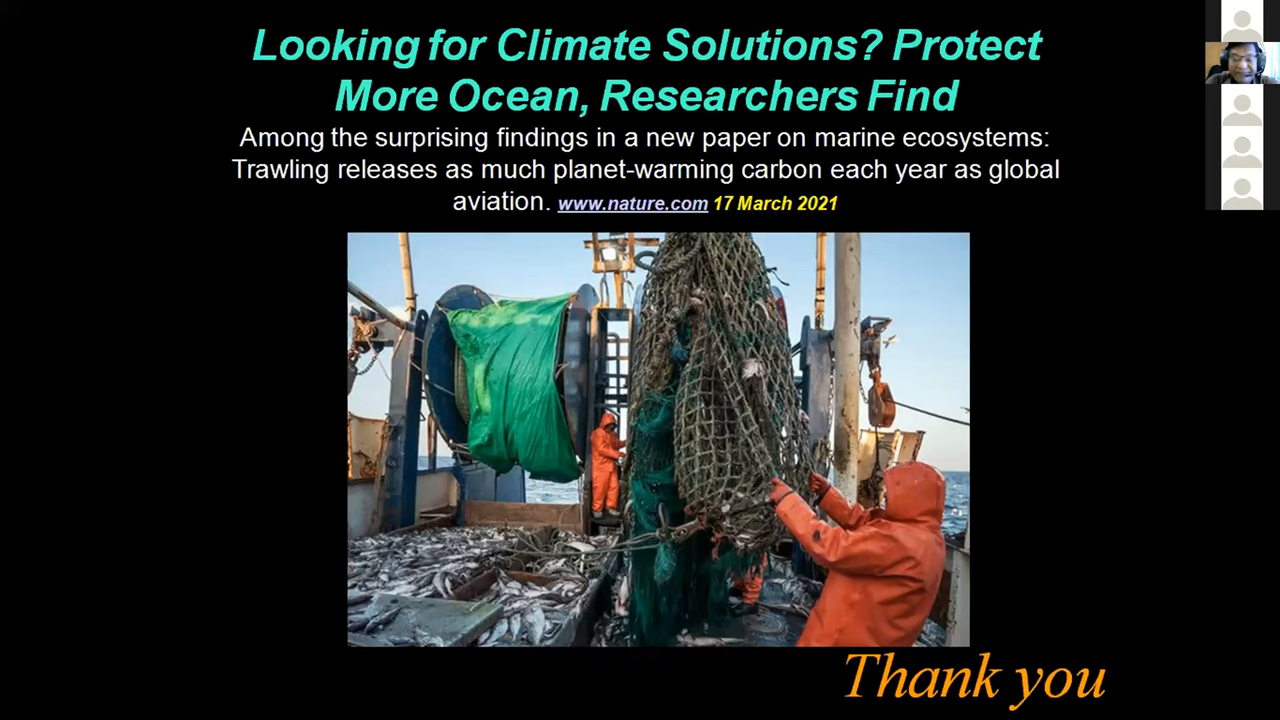 Looking for Climate Solutions? Protect
More Ocean, Researchers Find
Among the surprising findings in a new paper on marine ecosystems:
Trawling releases as much planet-warming carbon each year as global
aviation. www.nature.com 17 March 2021
Thank you